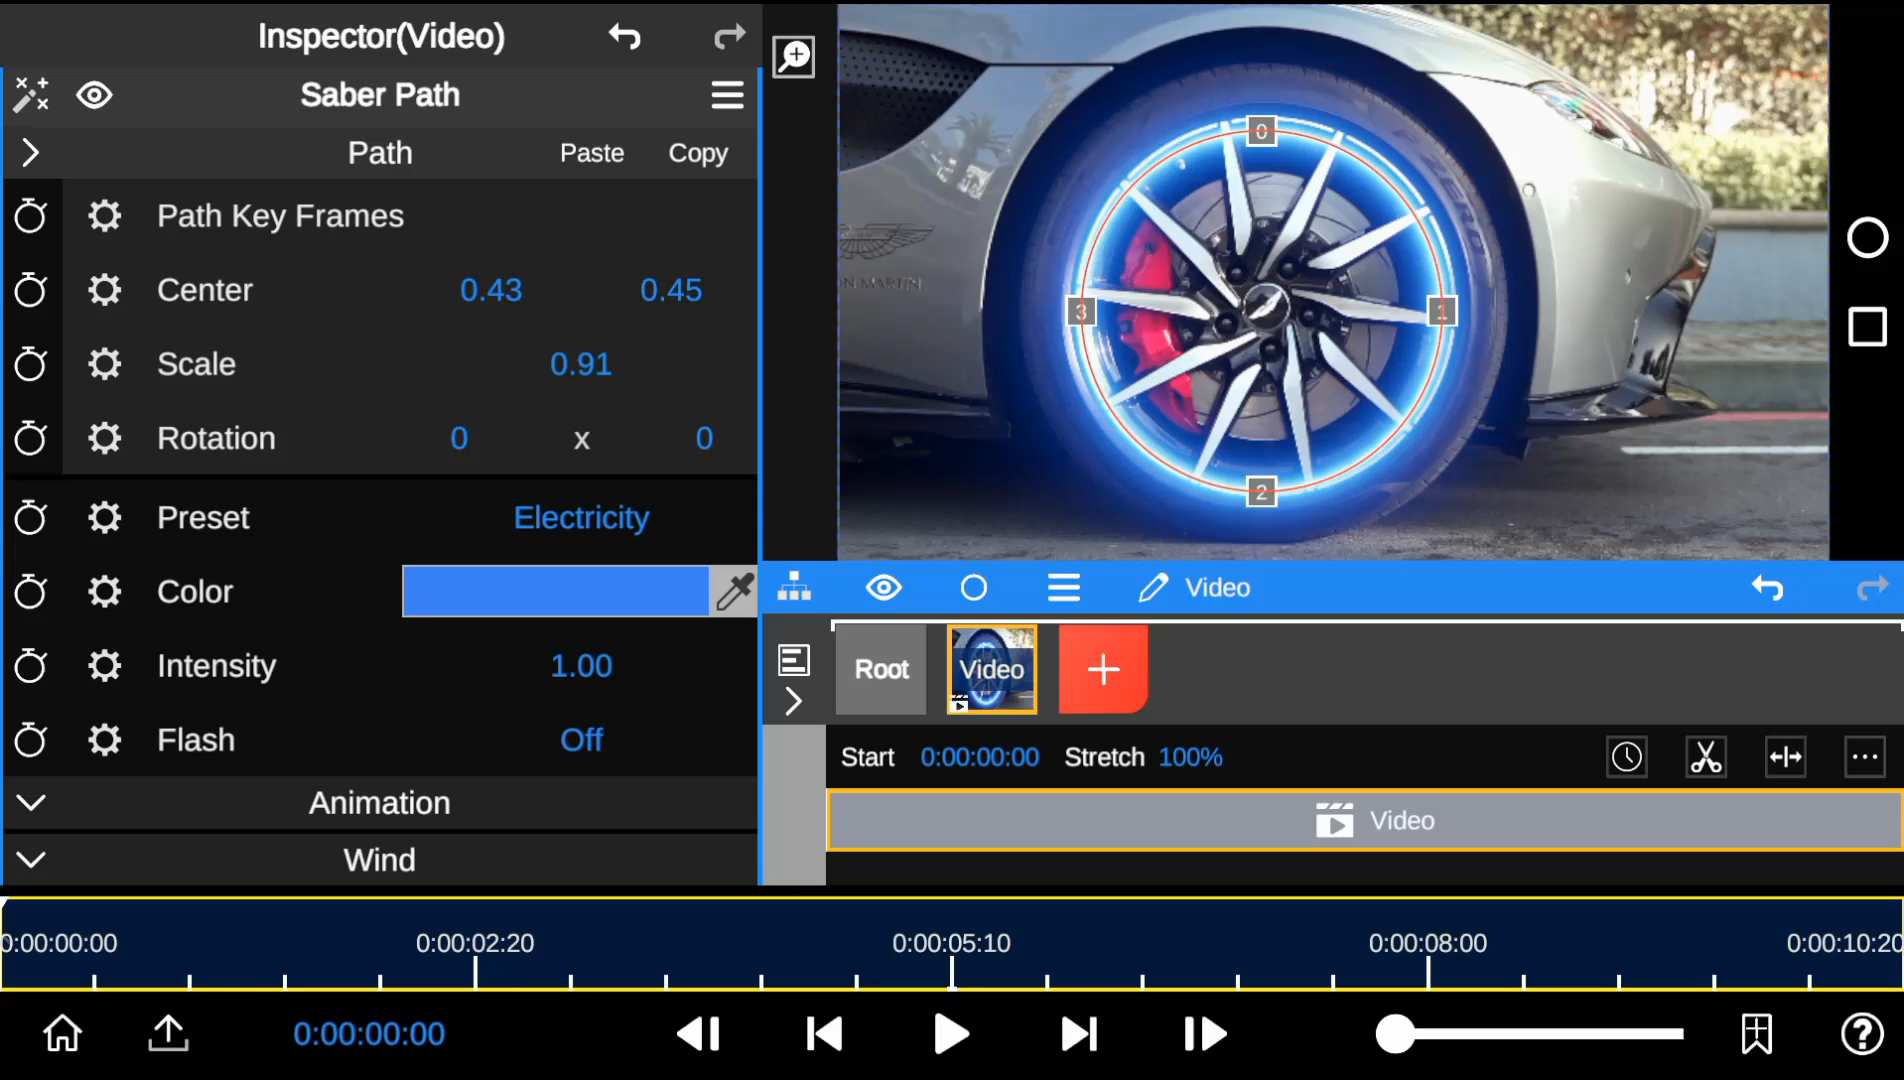 Inspector(Video)
Saber Path
Path Paste Copy
Path Key Frames
Center 0.43 0.45
Scale 0.91
Rotation 0 x 0
Preset Electricity
Color
Intensity 1.00
Flash Off
Animation
Wind
0
1
2
3
ON MARTIN
P ZERO
Video
Root Video +
Start 0:00:00:00 Stretch 100%
Video
0:00:00:00 0:00:02:20 0:00:05:10 0:00:08:00 0:00:10:20
0:00:00:00